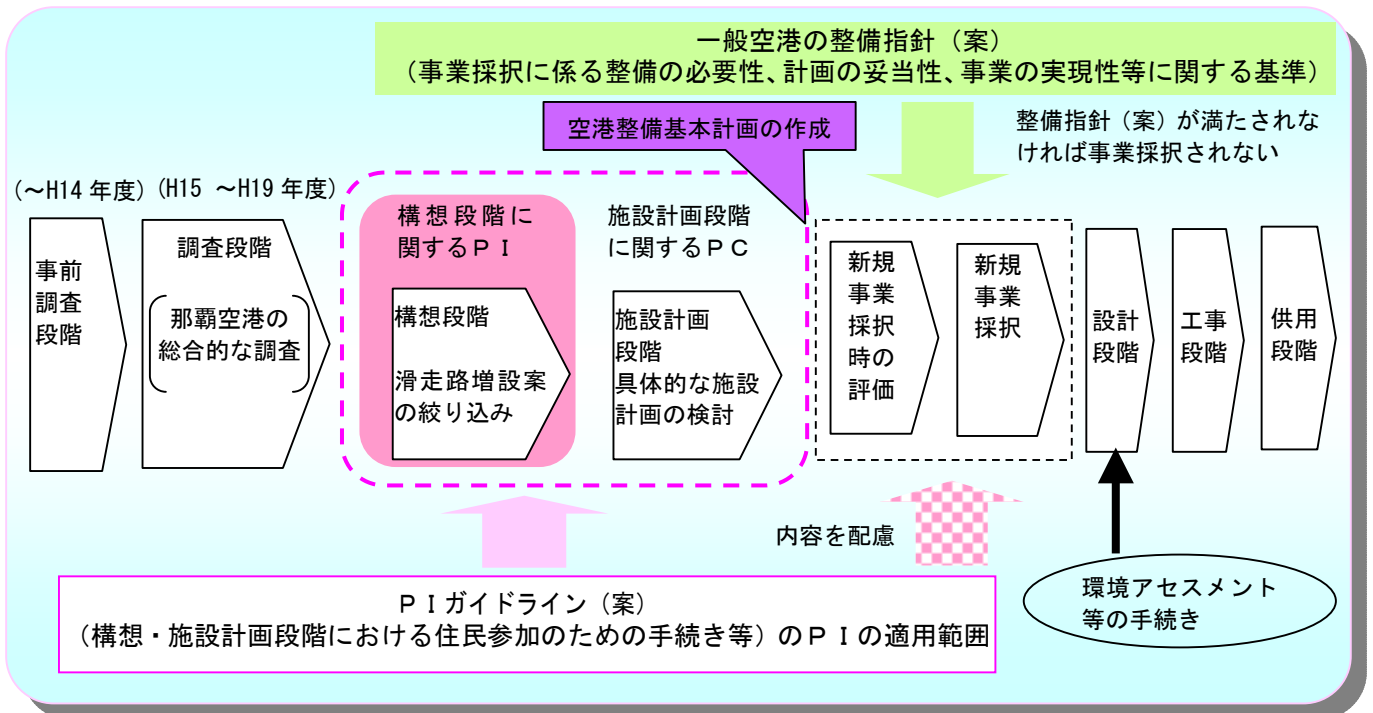 一般空港の整備指針（案）
（事業採択に係る整備の必要性、計画の妥当性、事業の実現性等に関する基準）
空港整備基本計画の作成
整備指針（案）が満たされな
ければ事業採択されない
(～H14 年度)
(H15 ～H19 年度)
事前
調査
段階
調査段階
那覇空港の
総合的な調査
構想段階に
関するＰＩ
構想段階
滑走路増設案
の絞り込み
施設計画段階
に関するＰＣ
施設計画
段階
具体的な施設
計画の検討
新規
事業
採択
時の
評価
新規
事業
採択
設計
段階
工事
段階
供用
段階
内容を配慮
ＰＩガイドライン（案）
（構想・施設計画段階における住民参加のための手続き等）のＰＩの適用範囲
環境アセスメント
等の手続き